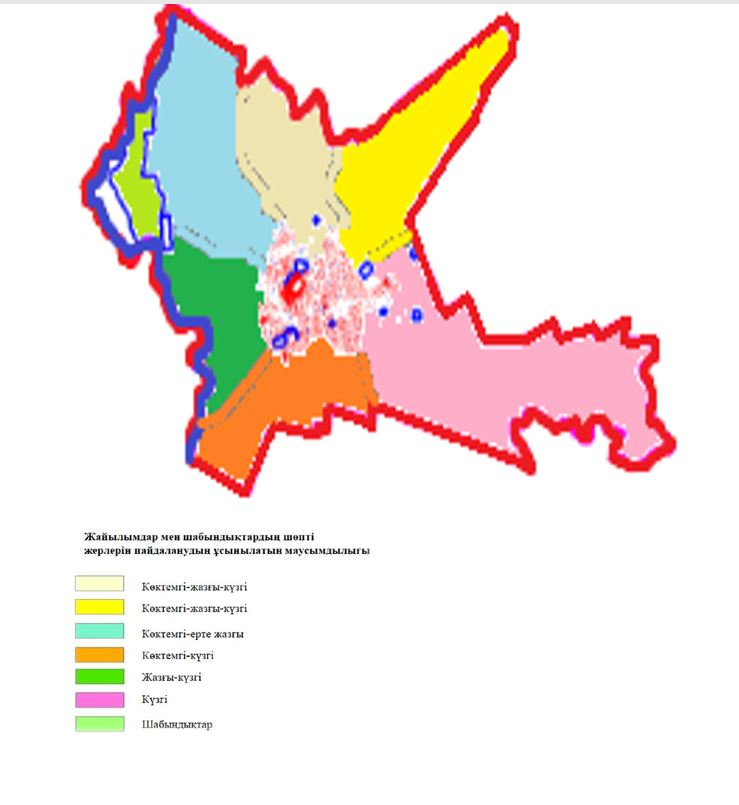 Жайылымдар мен шабындықтардың шөпті
жерлерін пайдаланудың ұсынылатын маусымдылығы
Көктемгі-жазғы-күзгі
Көктемгі-жазғы-күзгі
Көктемгі-ерте жазғы
Көктемгі-күзгі
Жазғы-күзгі
Күзгі
Шабындықтар